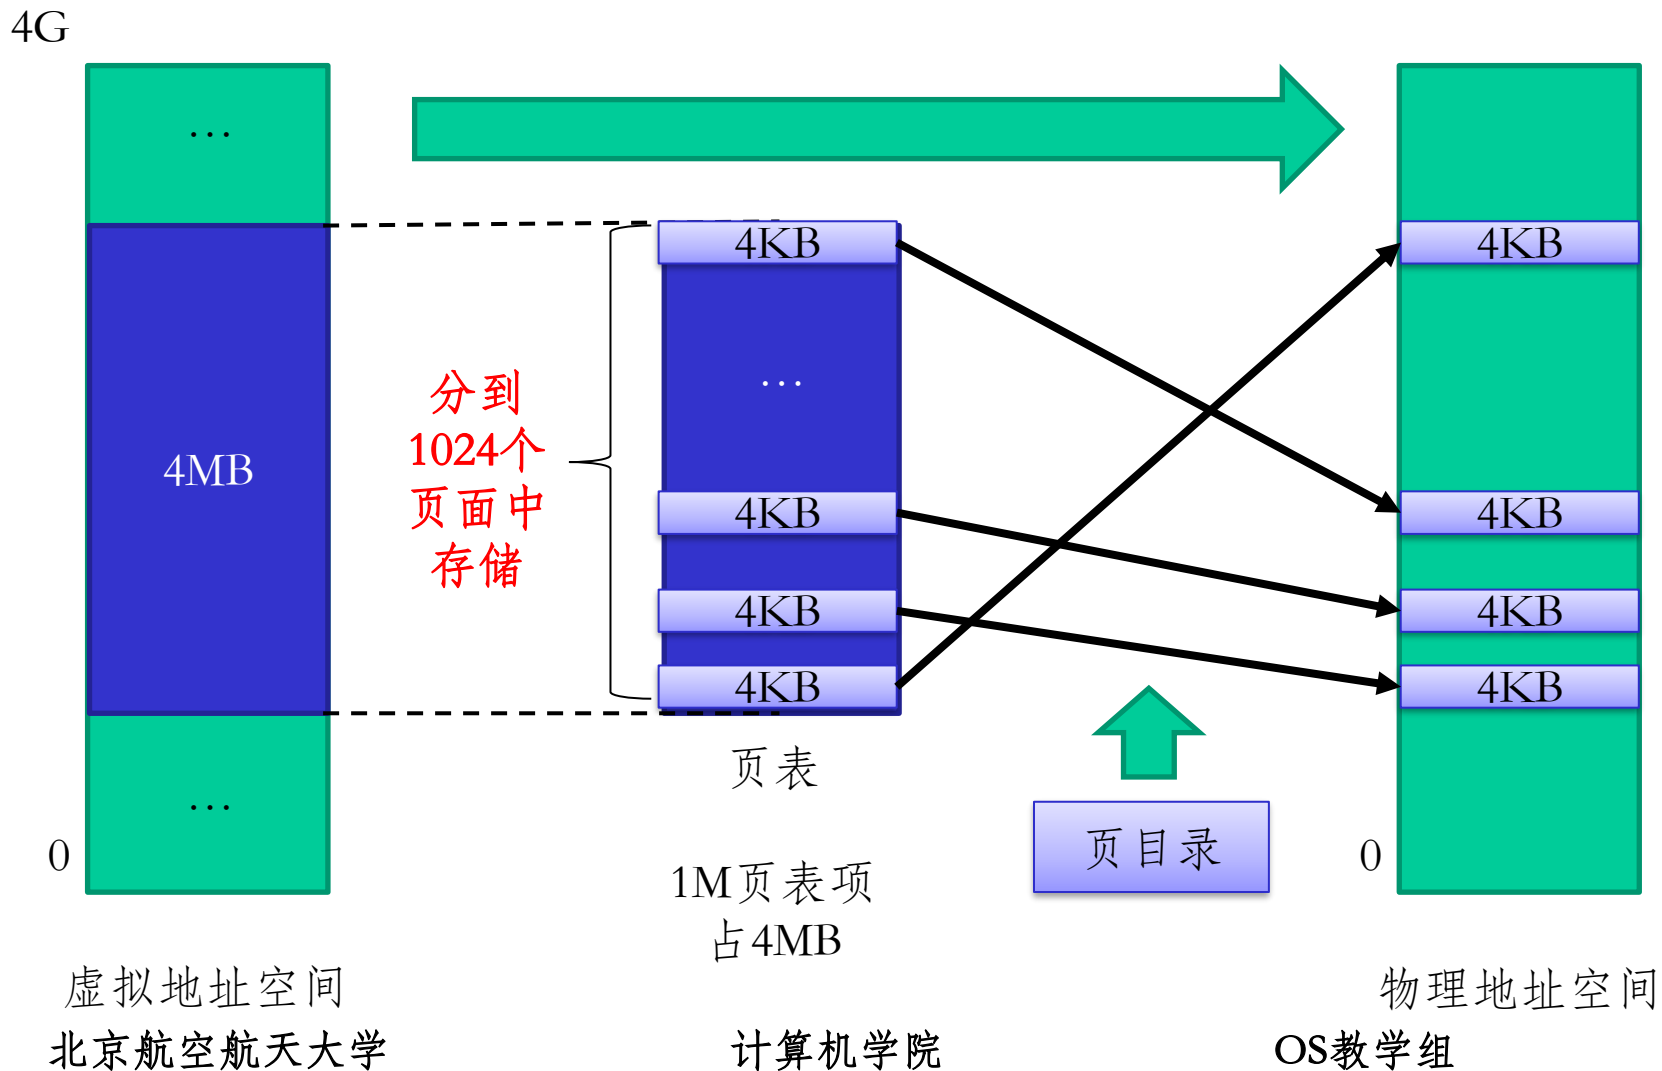 4G
…
4MB
…
0
分到
1024个
页面中
存储
4KB
…
4KB
4KB
4KB
页表
1M页表项
占4MB
页目录
4KB
4KB
4KB
4KB
0
虚拟地址空间
物理地址空间
北京航空航天大学
计算机学院
OS教学组